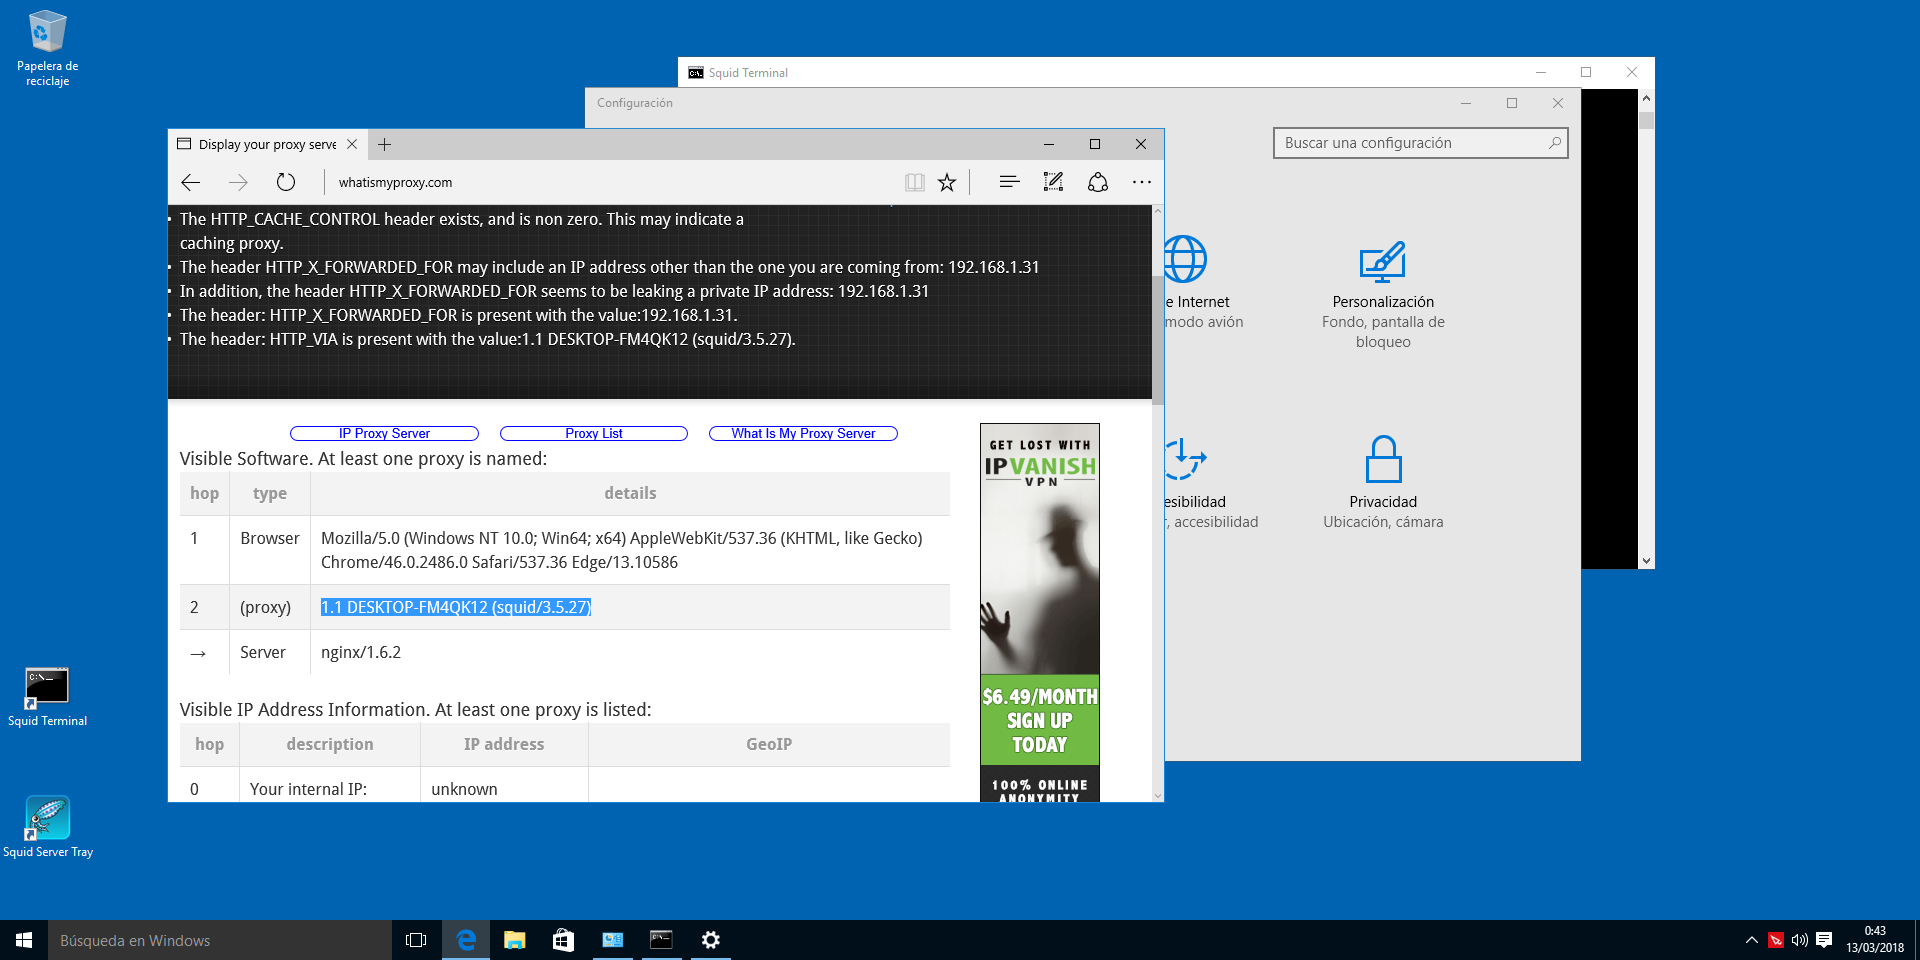 Papelera de
reciclaje
Squid Terminal
Configuración
Buscar una configuración
Display your proxy serve
whatismyproxy.com
• The HTTP_CACHE_CONTROL header exists, and is non zero. This may indicate a
caching proxy.
• The header HTTP_X_FORWARDED_FOR may include an IP address other than the one you are coming from: 192.168.1.31
• In addition, the header HTTP_X_FORWARDED_FOR seems to be leaking a private IP address: 192.168.1.31
• The header: HTTP_X_FORWARDED_FOR is present with the value:192.168.1.31.
• The header: HTTP_VIA is present with the value:1.1 DESKTOP-FM4QK12 (squid/3.5.27).
IP Proxy Server
Proxy List
What Is My Proxy Server
Visible Software. At least one proxy is named:
hop type details
1 Browser Mozilla/5.0 (Windows NT 10.0; Win64; x64) AppleWebKit/537.36 (KHTML, like Gecko)
Chrome/46.0.2486.0 Safari/537.36 Edge/13.10586
2 (proxy) 1.1 DESKTOP-FM4QK12 (squid/3.5.27)
→ Server nginx/1.6.2
Visible IP Address Information. At least one proxy is listed:
hop description IP address GeoIP
0 Your internal IP: unknown
GET LOST WITH
IPVANISH
VPN
$6.49/MONTH
SIGN UP
TODAY
100% ONLINE
ANONYMITY
e Internet
modo avión
Personalización
Fondo, pantalla de
bloqueo
esibilidad
r, accesibilidad
Privacidad
Ubicación, cámara
C:\_
Squid Terminal
Squid Server Tray
Búsqueda en Windows
0:43
13/03/2018